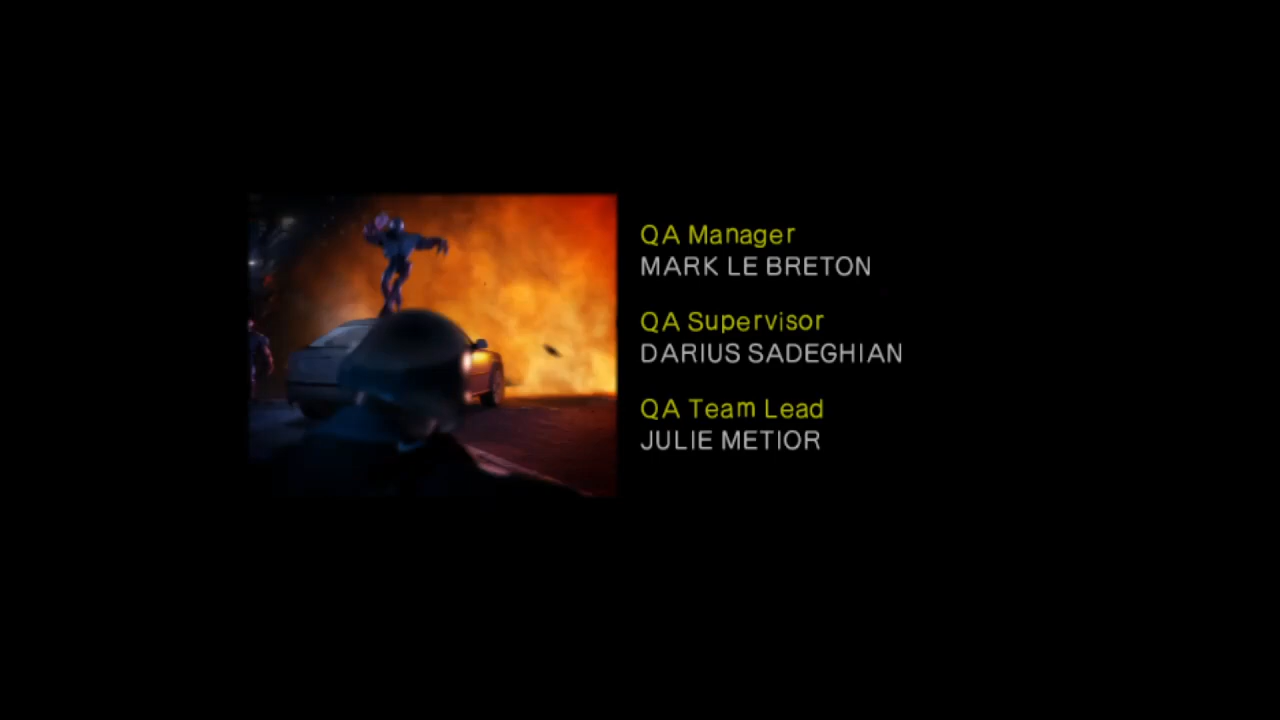 QA Manager
MARK LE BRETON
QA Supervisor
DARIUS SADEGHIAN
QA Team Lead
JULIE METIOR